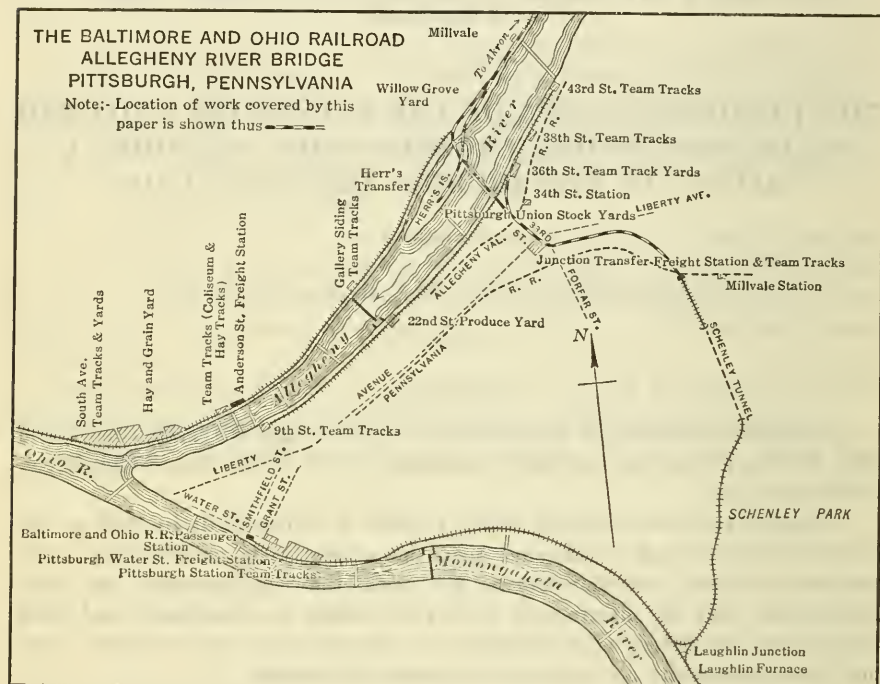 THE BALTIMORE AND OHIO RAILROAD
ALLEGHENY RIVER BRIDGE
PITTSBURGH, PENNSYLVANIA
Note;- Location of work covered by this
paper is shown thus
Millvale
To Akron
Willow Grove
Yard
River
43rd St. Team Tracks
38th St. Team Tracks
R. R.
36th St. Team Track Yards
34th St. Station
Herr's
Transfer
HERR'S IS.
Pittsburgh Union Stock Yards
LIBERTY AVE.
33RD
ST.
ALLEGHENY VAL.
Gallery Siding
Team Tracks
Junction Transfer-Freight Station & Team Tracks
R. R.
Millvale Station
FORFAR ST.
SCHENLEY TUNNEL
22nd St. Produce Yard
N
Allegheny
AVENUE
PENNSYLVANIA
South Ave.
Team Tracks & Yards
Hay and Grain Yard
Team Tracks (Coliseum &
Hay Tracks)
Anderson St. Freight Station
9th St. Team Tracks
Ohio R.
LIBERTY
WATER ST.
SMITHFIELD ST.
GRANT ST.
SCHENLEY PARK
Baltimore and Ohio R.R. Passenger
Station
Pittsburgh Water St. Freight Station
Pittsburgh Station Team Tracks
Monongahela
River
Laughlin Junction
Laughlin Furnace